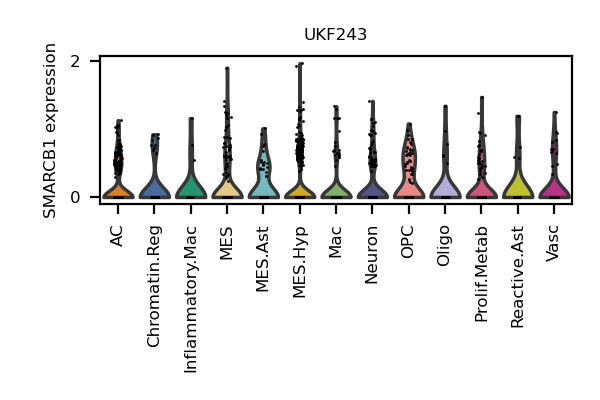 UKF243
SMARCB1 expression
2
0
AC
Chromatin.Reg
Inflammatory.Mac
MES
MES.Ast
MES.Hyp
Mac
Neuron
OPC
Oligo
Prolif.Metab
Reactive.Ast
Vasc